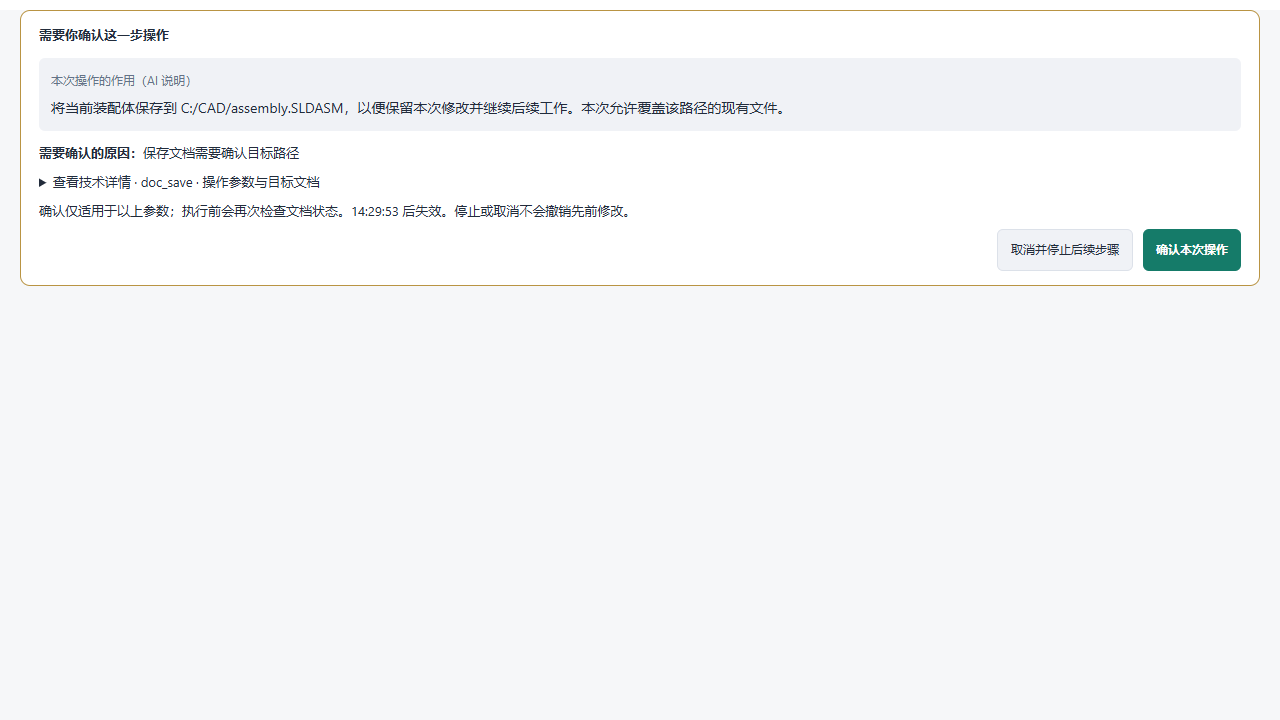 需要你确认这一步操作
本次操作的作用（AI 说明）
将当前装配体保存到 C:/CAD/assembly.SLDASM，以便保留本次修改并继续后续工作。本次允许覆盖该路径的现有文件。
需要确认的原因：保存文档需要确认目标路径
▶ 查看技术详情 · doc_save · 操作参数与目标文档
确认仅适用于以上参数；执行前会再次检查文档状态。14:29:53 后失效。停止或取消不会撤销先前修改。
取消并停止后续步骤
确认本次操作